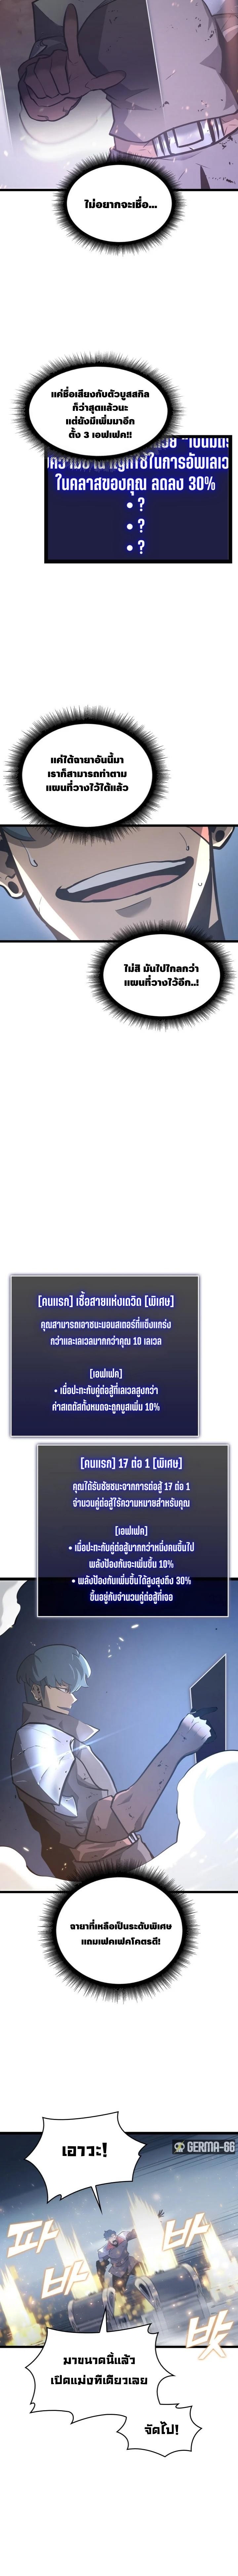 ไม่อยากจะเชื่อ...
แค่ชื่อเสียงกับตัวบูสสกิล
ก็ว่าสุดแล้วนะ
แต่ยังมีเพิ่มมาอีก
ตั้ง 3 เอฟเฟค!!
ใช้ในการอัพเลเว
ในคลาสของคุณ ลดลง 30%
• ?
• ?
• ?
แค่ได้ฉายาอันนี้มา
เราก็สามารถทำตาม
แผนที่วางไว้ได้แล้ว
ไม่สิ มันไปไกลกว่า
แผนที่วางไว้อีก..!
[คนแรก] เชื้อสายแห่งเดวิด [พิเศษ]
คุณสามารถเอาชนะมอนสเตอร์ที่แข็งแกร่ง
กว่าและเลเวลมากกว่าคุณ 10 เลเวล
[เอฟเฟค]
• เมื่อปะทะกับคู่ต่อสู้ที่เลเวลสูงกว่า
ค่าสเตตัสทั้งหมดจะถูกบูสเพิ่ม 10%
[คนแรก] 17 ต่อ 1 [พิเศษ]
คุณได้รับชัยชนะจากการต่อสู้ 17 ต่อ 1
จำนวนคู่ต่อสู้ไร้ความหมายสำหรับคุณ
[เอฟเฟค]
• เมื่อปะทะกับคู่ต่อสู้มากกว่าหนึ่งคนขึ้นไป
พลังป้องกันจะเพิ่มขึ้น 10%
• พลังป้องกันเพิ่มขึ้นได้สูงสุงถึง 30%
ขึ้นอยู่กับจำนวนคู่ต่อสู้ที่เจอ
ฉายาที่เหลือเป็นระดับพิเศษ
แถมเฟคเฟคโคตรดี!
เอาวะ!
GERMA-66
파
바
바
밧
มาขนาดนี้แล้ว
เปิดแม่งทีเดียวเลย
จัดไป!